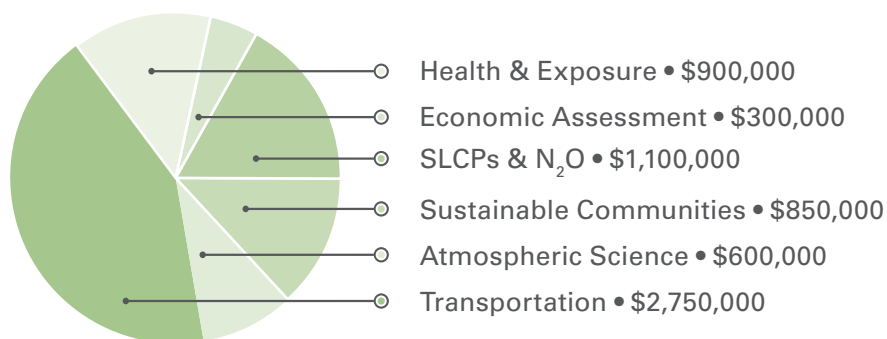 Health & Exposure • $900,000
Economic Assessment • $300,000
SLCPs & N₂O • $1,100,000
Sustainable Communities • $850,000
Atmospheric Science • $600,000
Transportation • $2,750,000